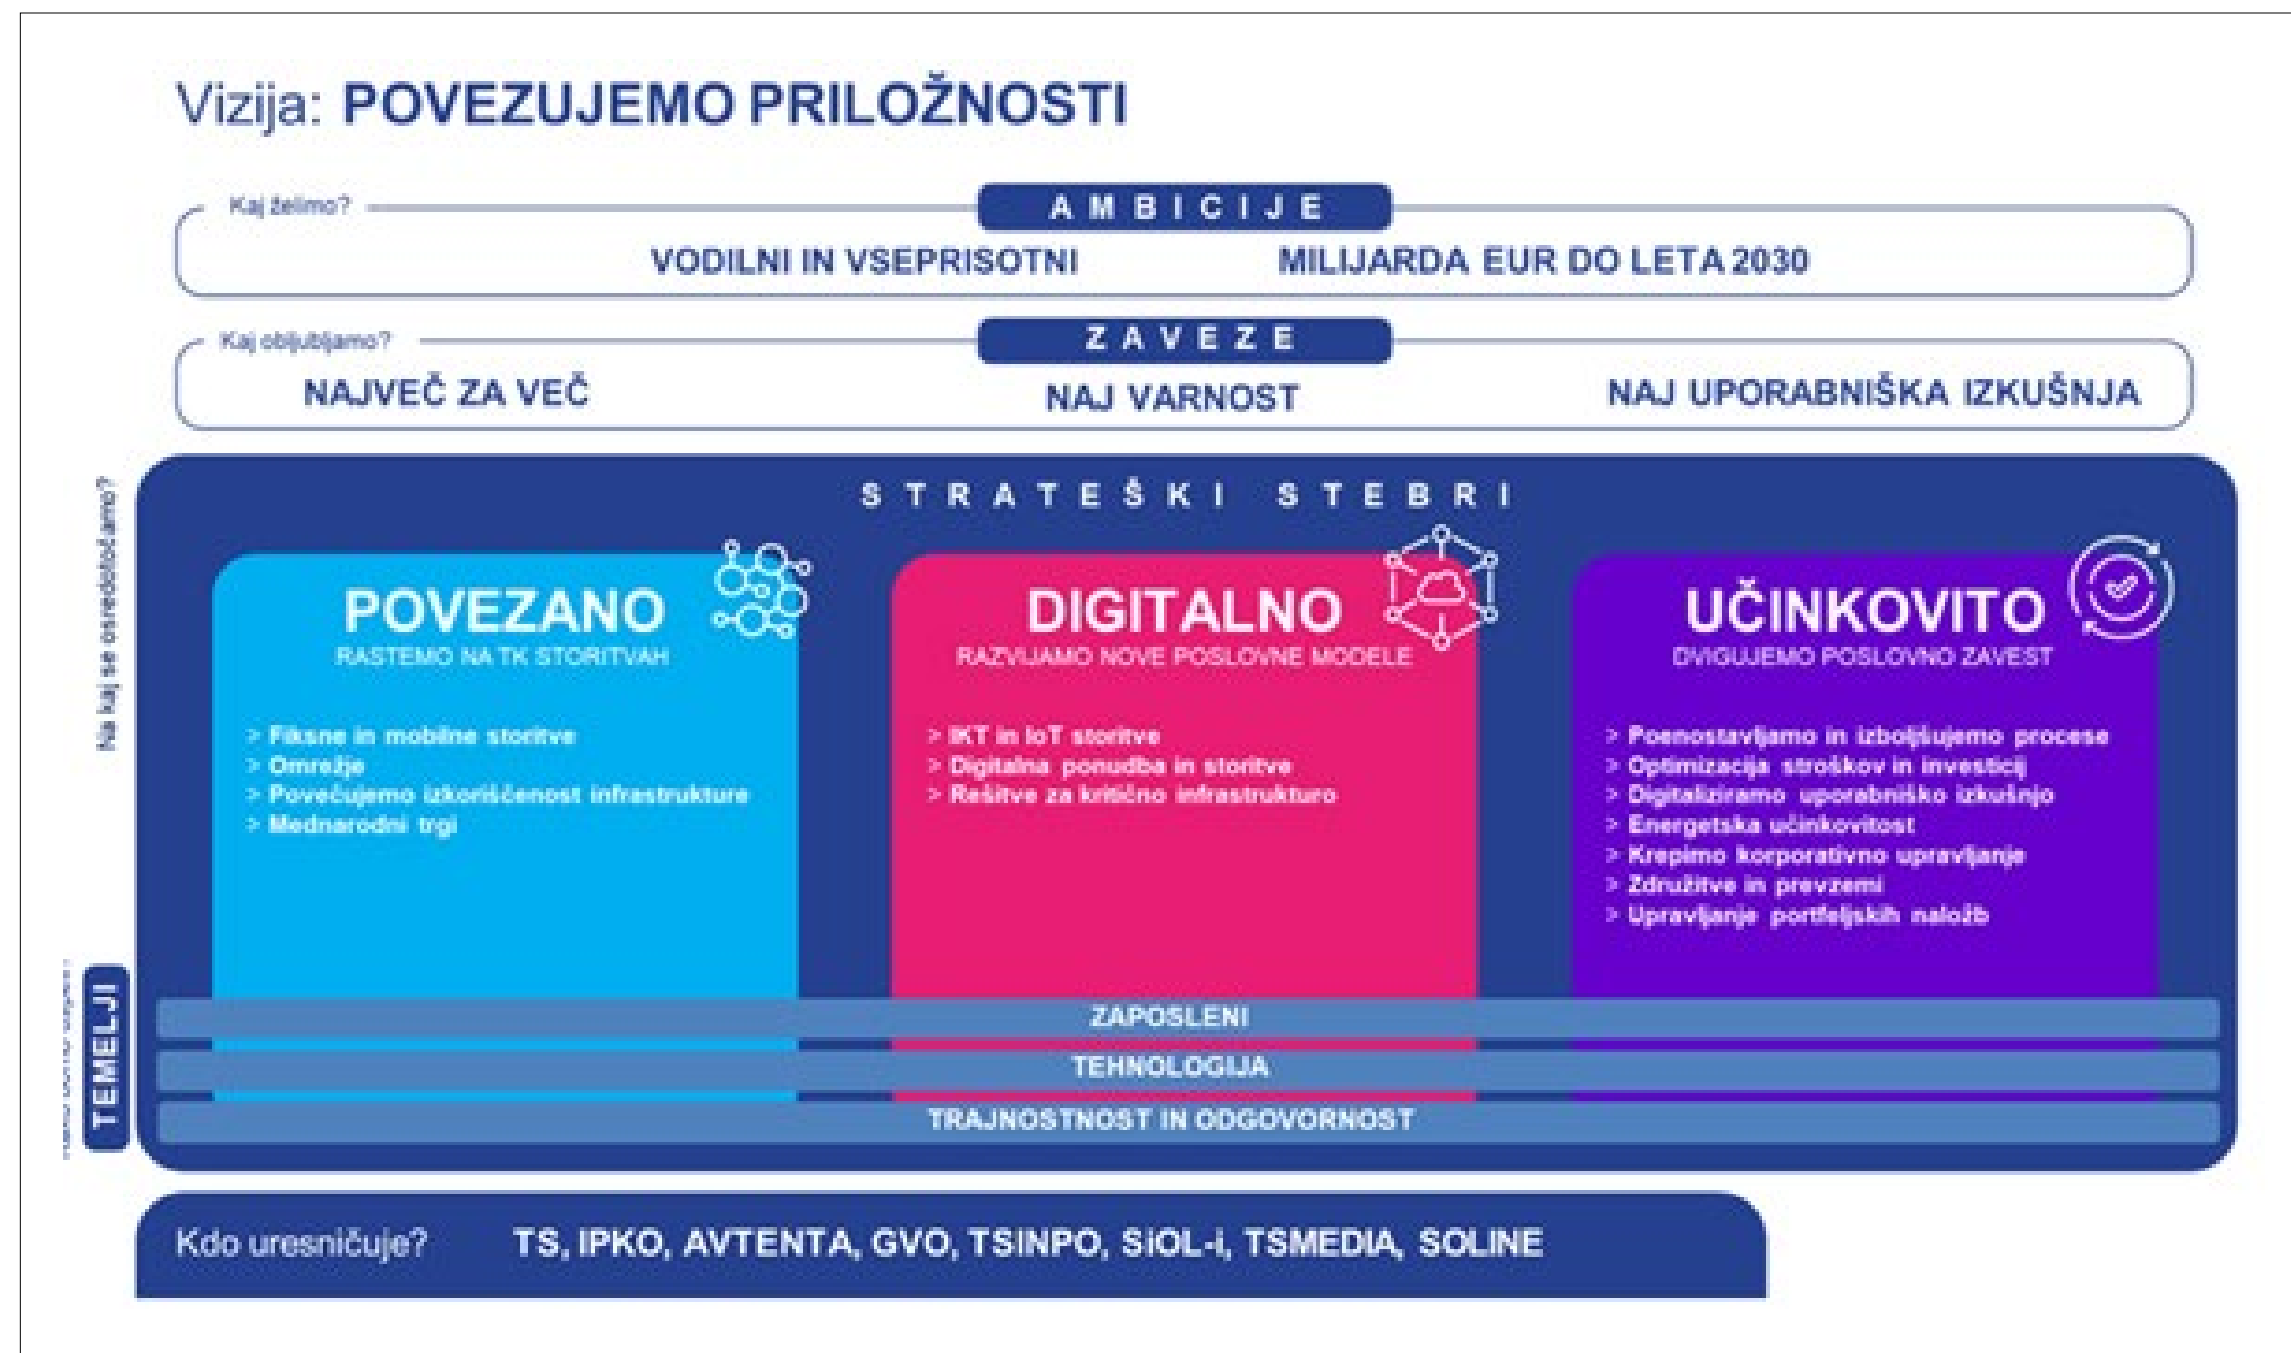 Vizija: POVEZUJEMO PRILOŽNOSTI
Kaj želimo?
AMBICIJE
VODILNI IN VSEPRISOTNI
MILIJARDA EUR DO LETA 2030
Kaj obljubljamo?
ZAVEZE
NAJVEČ ZA VEČ
NAJ VARNOST
NAJ UPORABNIŠKA IZKUŠNJA
Na kaj se osredotočamo?
STRATEŠKI STEBRI
POVEZANO
RASTEMO NA TK STORITVAH
> Fiksne in mobilne storitve
> Omrežje
> Povečujemo izkoriščenost infrastrukture
> Mednarodni trgi
DIGITALNO
RAZVIJAMO NOVE POSLOVNE MODELE
> IKT in IoT storitve
> Digitalna ponudba in storitve
> Rešitve za kritično infrastrukturo
UČINKOVITO
DVIGUJEMO POSLOVNO ZAVEST
> Poenostavljamo in izboljšujemo procese
> Optimizacija stroškov in investicij
> Digitaliziramo uporabniško izkušnjo
> Energetska učinkovitost
> Krepimo korporativno upravljanje
> Združitve in prevzemi
> Upravljanje portfeljskih naložb
TEMELJI
ZAPOSLENI
TEHNOLOGIJA
TRAJNOSTNOST IN ODGOVORNOST
Kdo uresničuje?
TS, IPKO, AVTENTA, GVO, TSINPO, SiOL-i, TSMEDIA, SOLINE